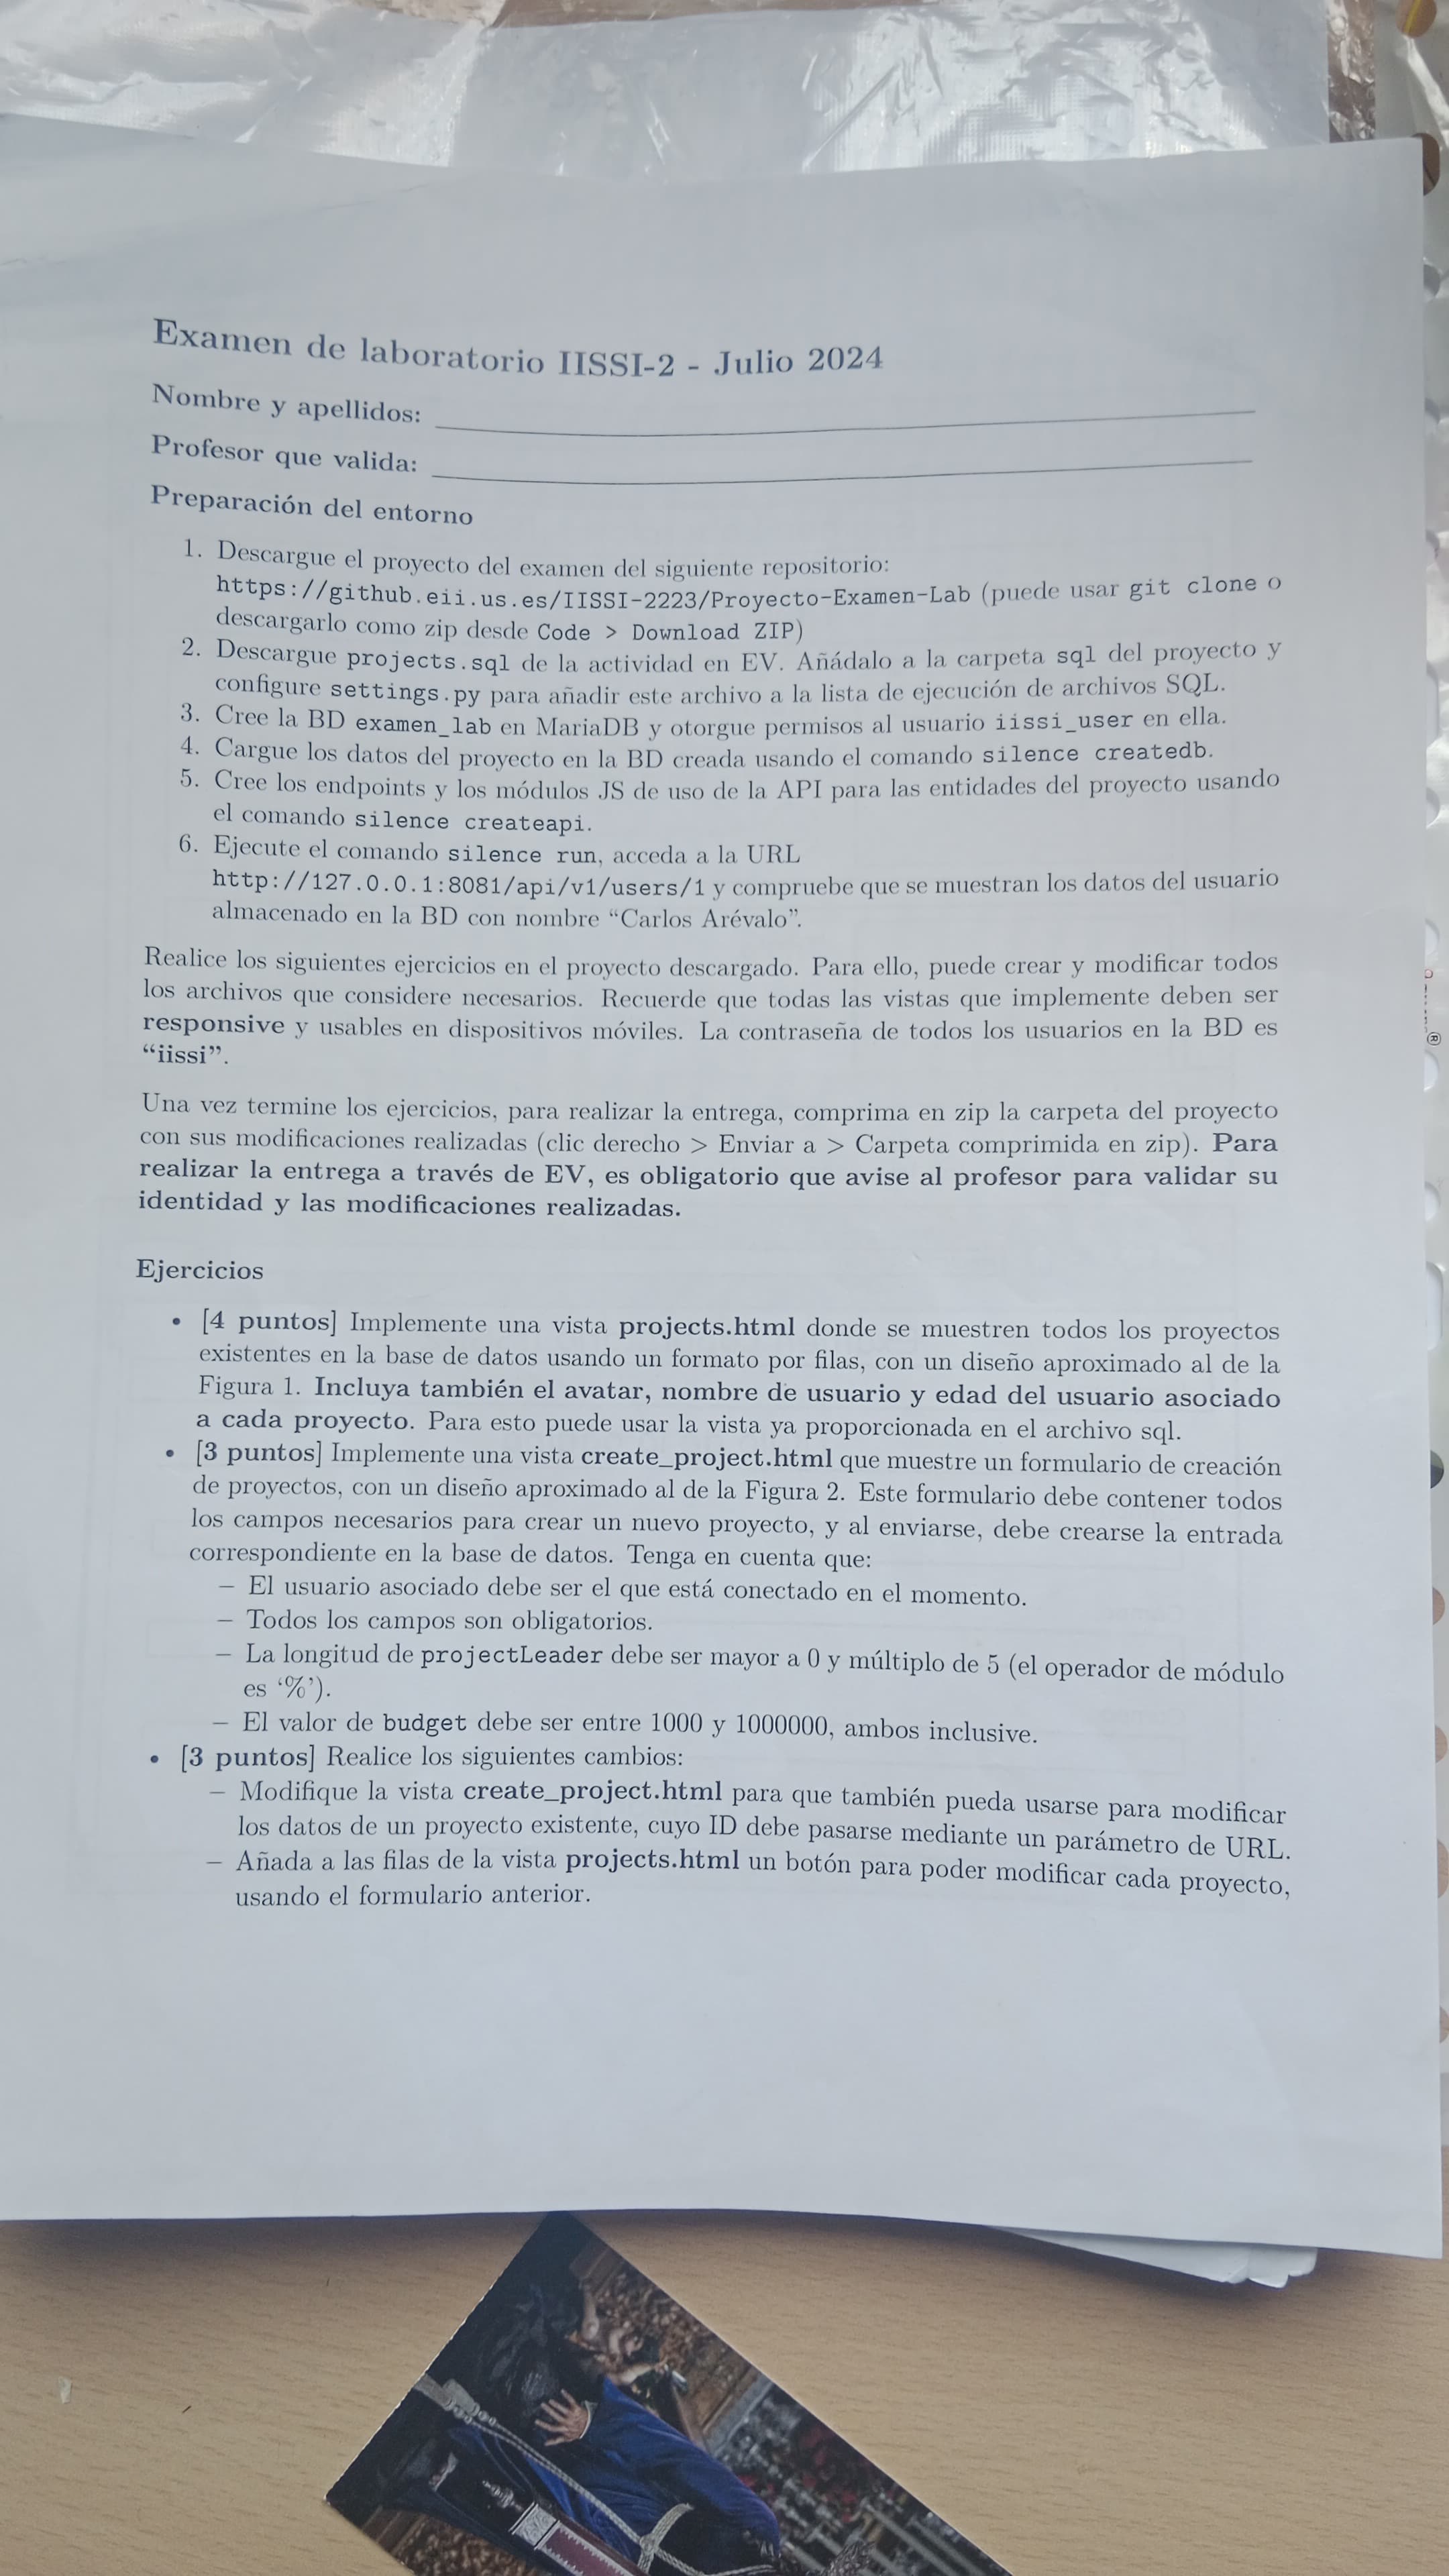 Examen de laboratorio IISSI-2 - Julio 2024
Nombre y apellidos:
Profesor que valida:
Preparación del entorno
1. Descargue el proyecto del examen del siguiente repositorio:
https://github.eii.us.es/IISSI-2223/Proyecto-Examen-Lab (puede usar git clone o
descargarlo como zip desde Code > Download ZIP)
2. Descargue projects.sql de la actividad en EV. Añádalo a la carpeta sql del proyecto y
configure settings.py para añadir este archivo a la lista de ejecución de archivos SQL.
3. Cree la BD examen_lab en MariaDB y otorgue permisos al usuario iissi_user en ella.
4. Cargue los datos del proyecto en la BD creada usando el comando silence createdb.
5. Cree los endpoints y los módulos JS de uso de la API para las entidades del proyecto usando
el comando silence createapi.
6. Ejecute el comando silence run, acceda a la URL
http://127.0.0.1:8081/api/v1/users/1 y compruebe que se muestran los datos del usuario
almacenado en la BD con nombre “Carlos Arévalo”.
Realice los siguientes ejercicios en el proyecto descargado. Para ello, puede crear y modificar todos
los archivos que considere necesarios. Recuerde que todas las vistas que implemente deben ser
responsive y usables en dispositivos móviles. La contraseña de todos los usuarios en la BD es
“iissi”.
Una vez termine los ejercicios, para realizar la entrega, comprima en zip la carpeta del proyecto
con sus modificaciones realizadas (clic derecho > Enviar a > Carpeta comprimida en zip). Para
realizar la entrega a través de EV, es obligatorio que avise al profesor para validar su
identidad y las modificaciones realizadas.
Ejercicios
• [4 puntos] Implemente una vista projects.html donde se muestren todos los proyectos
existentes en la base de datos usando un formato por filas, con un diseño aproximado al de la
Figura 1. Incluya también el avatar, nombre de usuario y edad del usuario asociado
a cada proyecto. Para esto puede usar la vista ya proporcionada en el archivo sql.
• [3 puntos] Implemente una vista create_project.html que muestre un formulario de creación
de proyectos, con un diseño aproximado al de la Figura 2. Este formulario debe contener todos
los campos necesarios para crear un nuevo proyecto, y al enviarse, debe crearse la entrada
correspondiente en la base de datos. Tenga en cuenta que:
– El usuario asociado debe ser el que está conectado en el momento.
– Todos los campos son obligatorios.
– La longitud de projectLeader debe ser mayor a 0 y múltiplo de 5 (el operador de módulo
es ‘%’).
– El valor de budget debe ser entre 1000 y 1000000, ambos inclusive.
• [3 puntos] Realice los siguientes cambios:
– Modifique la vista create_project.html para que también pueda usarse para modificar
los datos de un proyecto existente, cuyo ID debe pasarse mediante un parámetro de URL.
– Añada a las filas de la vista projects.html un botón para poder modificar cada proyecto,
usando el formulario anterior.